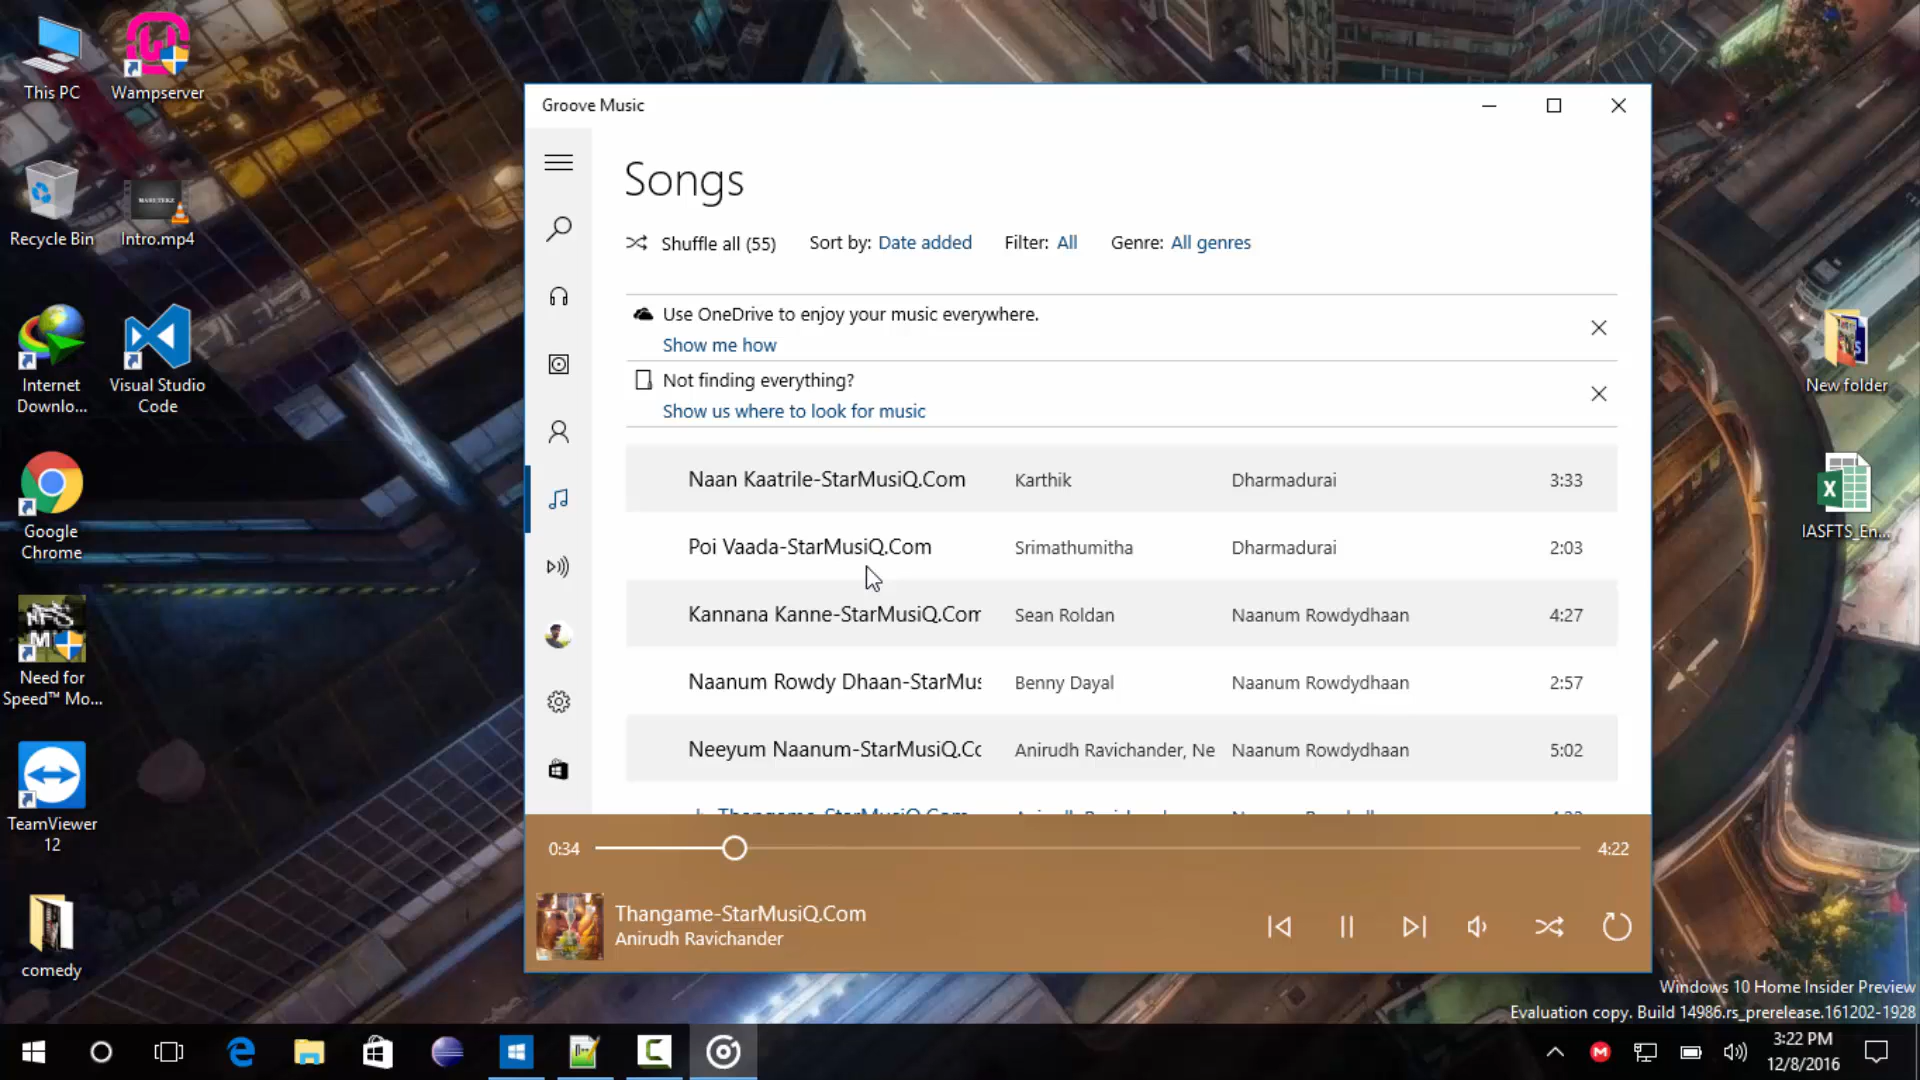 This PC
Wampserver
Recycle Bin
MARUTERZ
Intro.mp4
Internet
Downlo...
Visual Studio
Code
Google
Chrome
Need for
Speed™ Mo...
TeamViewer
12
comedy
New folder
IASFTS_En...
Groove Music
Songs
Shuffle all (55)
Sort by: Date added
Filter: All
Genre: All genres
Use OneDrive to enjoy your music everywhere.
Show me how
Not finding everything?
Show us where to look for music
Naan Kaatrile-StarMusiQ.Com Karthik Dharmadurai 3:33
Poi Vaada-StarMusiQ.Com Srimathumitha Dharmadurai 2:03
Kannana Kanne-StarMusiQ.Com Sean Roldan Naanum Rowdydhaan 4:27
Naanum Rowdy Dhaan-StarMus Benny Dayal Naanum Rowdydhaan 2:57
Neeyum Naanum-StarMusiQ.Co Anirudh Ravichander, Ne Naanum Rowdydhaan 5:02
Thangame-StarMusiQ.Com
0:34
4:22
Thangame-StarMusiQ.Com
Anirudh Ravichander
Windows 10 Home Insider Preview
Evaluation copy. Build 14986.rs_prerelease.161202-1928
3:22 PM
12/8/2016